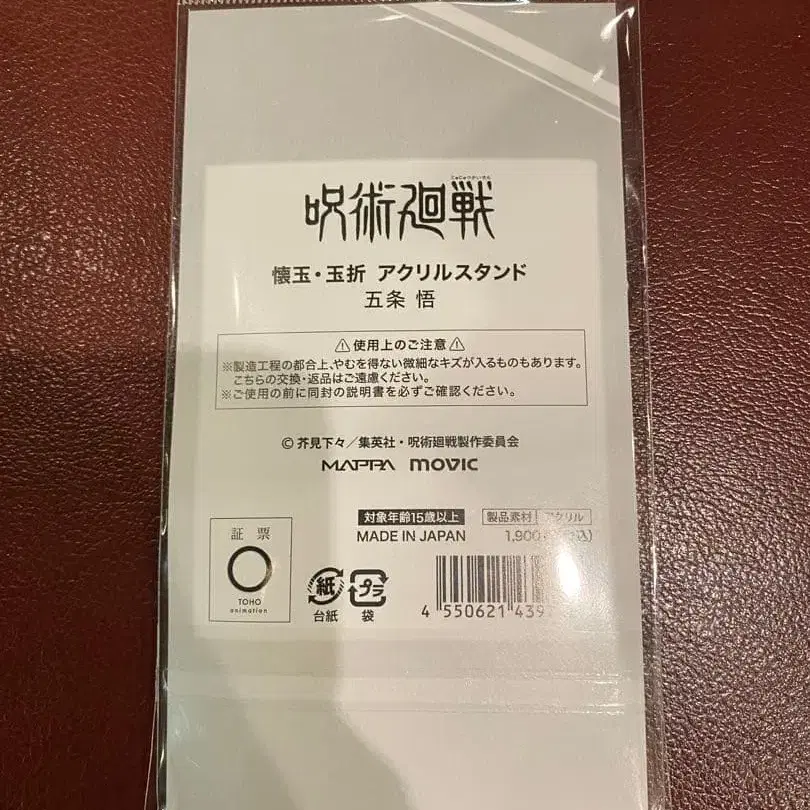 じゅじゅつかいせん
呪術廻戦
懐玉・玉折 アクリルスタンド
五条 悟
⚠使用上のご注意⚠
※製造工程の都合上、やむを得ない微細なキズが入るものもあります。
こちらの交換・返品はご遠慮ください。
※ご使用の前に同封の説明書を必ずご確認ください。
© 芥見下々／集英社・呪術廻戦製作委員会
MAPPA movic
対象年齢15歳以上 製品素材 アクリル
MADE IN JAPAN 1,900
証 票
TOHO
animation
紙
台紙
プラ
袋
4 550621 439